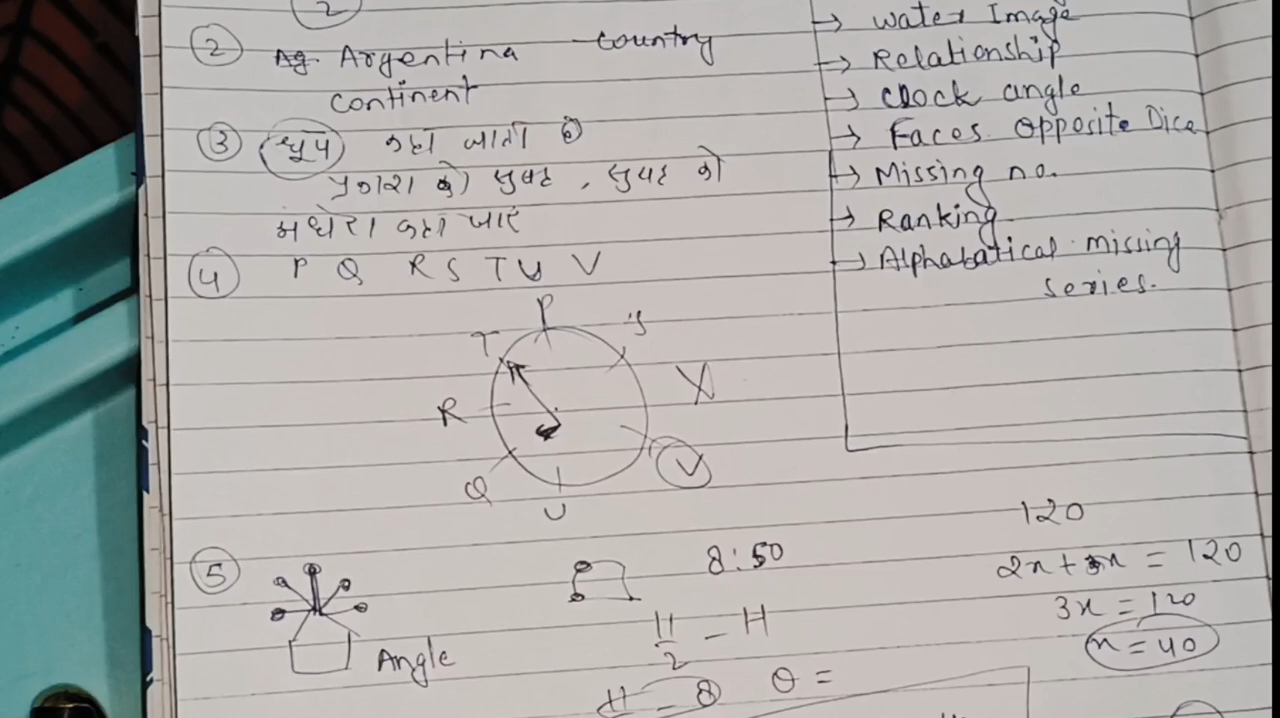 2
② Argentina - country
continent
③ धूप कहा जाता है
प्रकाश को सुबह , सुबह को
अंधेरा कहा जाए
④ P Q R S T U V
P
T
S
R
Q
U
V
⑤
Angle
8:50
11/2 - H
11 - 8 θ =
→ Water Image
→ Relationship
→ Clock angle
→ Faces Opposite Dice
→ Missing no.
→ Ranking
→ Alphabatical missing
series.
120
2x + x = 120
3x = 120
x = 40